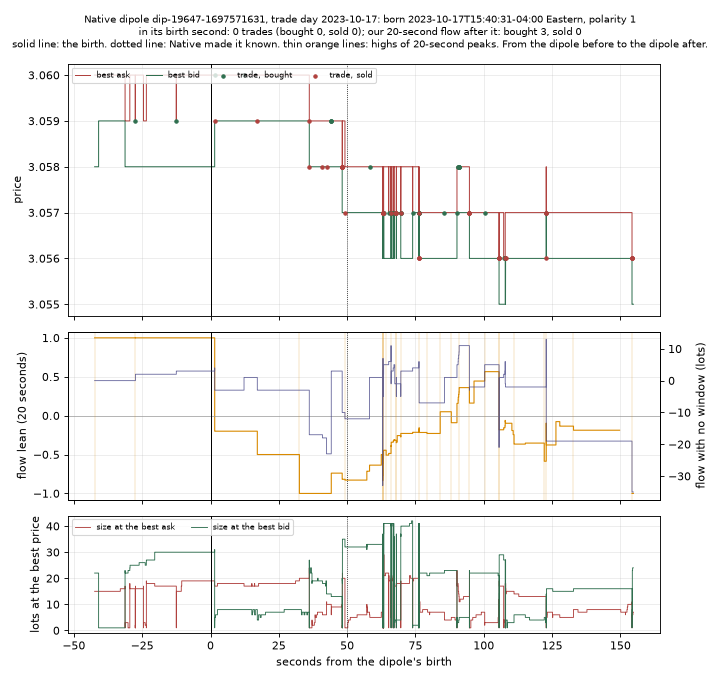 Native dipole dip-19647-1697571631, trade day 2023-10-17: born 2023-10-17T15:40:31-04:00 Eastern, polarity 1
in its birth second: 0 trades (bought 0, sold 0); our 20-second flow after it: bought 3, sold 0
solid line: the birth. dotted line: Native made it known. thin orange lines: highs of 20-second peaks. From the dipole before to the dipole after.
best ask
best bid
trade, bought
trade, sold
3.060
3.059
3.058
3.057
3.056
3.055
price
1.0
0.5
0.0
−0.5
−1.0
flow lean (20 seconds)
10
0
−10
−20
−30
flow with no window (lots)
size at the best ask
size at the best bid
40
30
20
10
0
lots at the best price
−50
−25
0
25
50
75
100
125
150
seconds from the dipole's birth